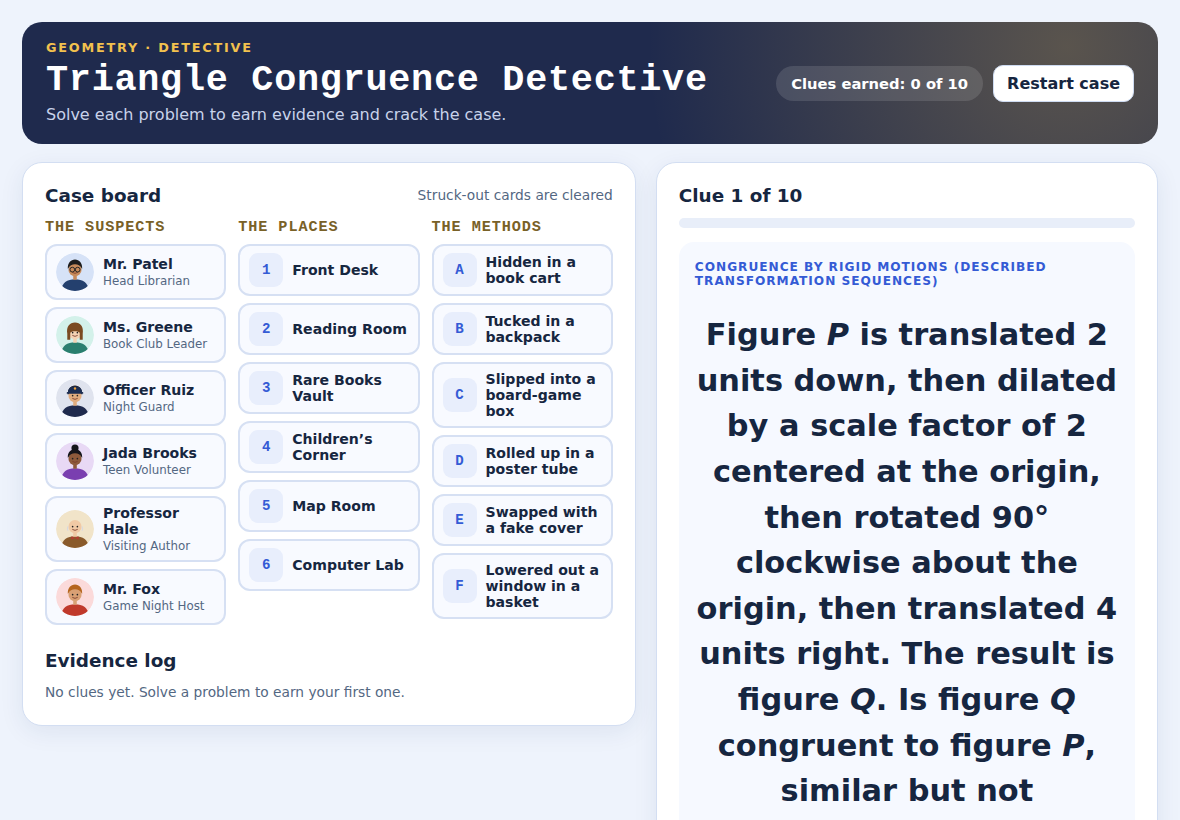 GEOMETRY · DETECTIVE
Triangle Congruence Detective
Solve each problem to earn evidence and crack the case.
Clues earned: 0 of 10
Restart case
Case board
Struck-out cards are cleared
THE SUSPECTS
Mr. Patel
Head Librarian
Ms. Greene
Book Club Leader
Officer Ruiz
Night Guard
Jada Brooks
Teen Volunteer
Professor
Hale
Visiting Author
Mr. Fox
Game Night Host
THE PLACES
1 Front Desk
2 Reading Room
3 Rare Books
Vault
4 Children’s
Corner
5 Map Room
6 Computer Lab
THE METHODS
A Hidden in a
book cart
B Tucked in a
backpack
C Slipped into a
board-game
box
D Rolled up in a
poster tube
E Swapped with
a fake cover
F Lowered out a
window in a
basket
Evidence log
No clues yet. Solve a problem to earn your first one.
Clue 1 of 10
CONGRUENCE BY RIGID MOTIONS (DESCRIBED
TRANSFORMATION SEQUENCES)
Figure P is translated 2
units down, then dilated
by a scale factor of 2
centered at the origin,
then rotated 90°
clockwise about the
origin, then translated 4
units right. The result is
figure Q. Is figure Q
congruent to figure P,
similar but not